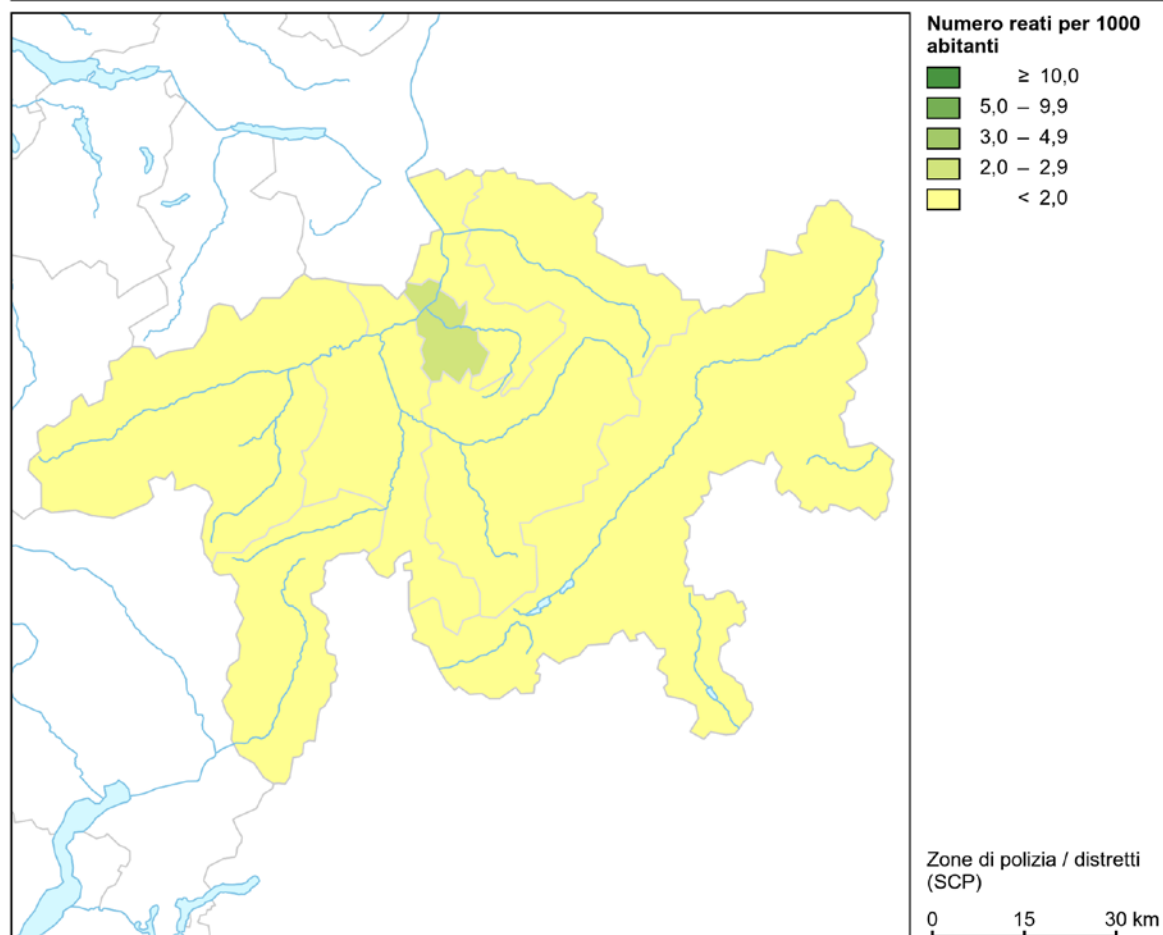 Numero reati per 1000
abitanti
≥ 10,0
5,0 – 9,9
3,0 – 4,9
2,0 – 2,9
< 2,0
Zone di polizia / distretti
(SCP)
0 15 30 km